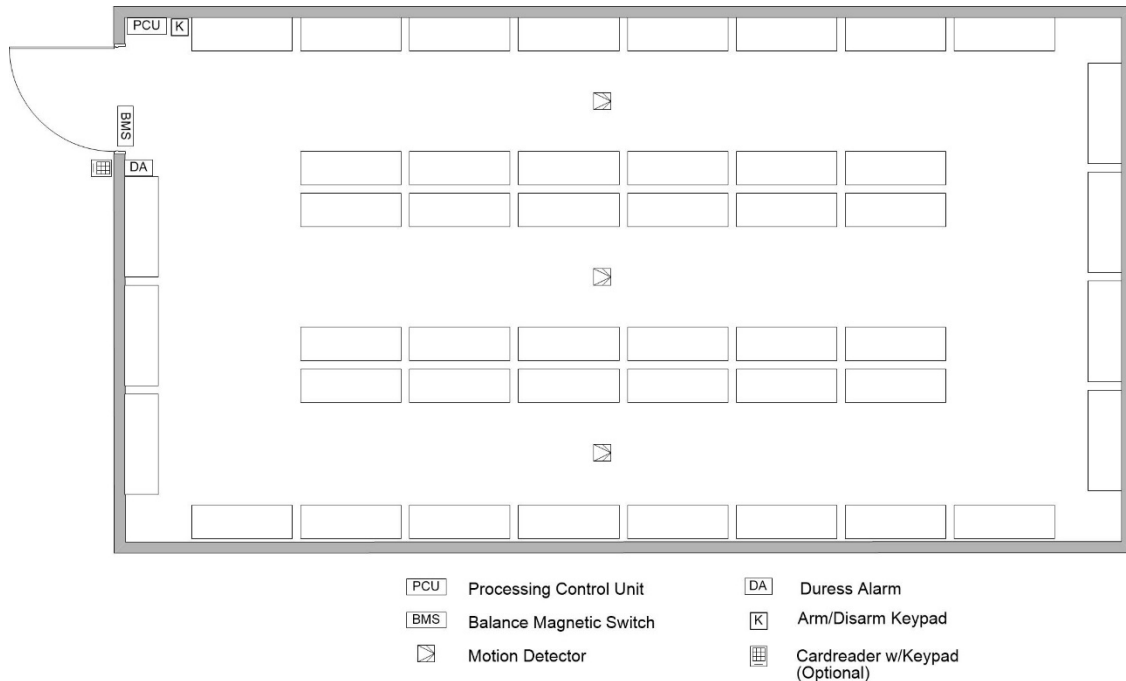 PCU K
BMS
DA
PCU Processing Control Unit
BMS Balance Magnetic Switch
Motion Detector
DA Duress Alarm
K Arm/Disarm Keypad
Cardreader w/Keypad
(Optional)